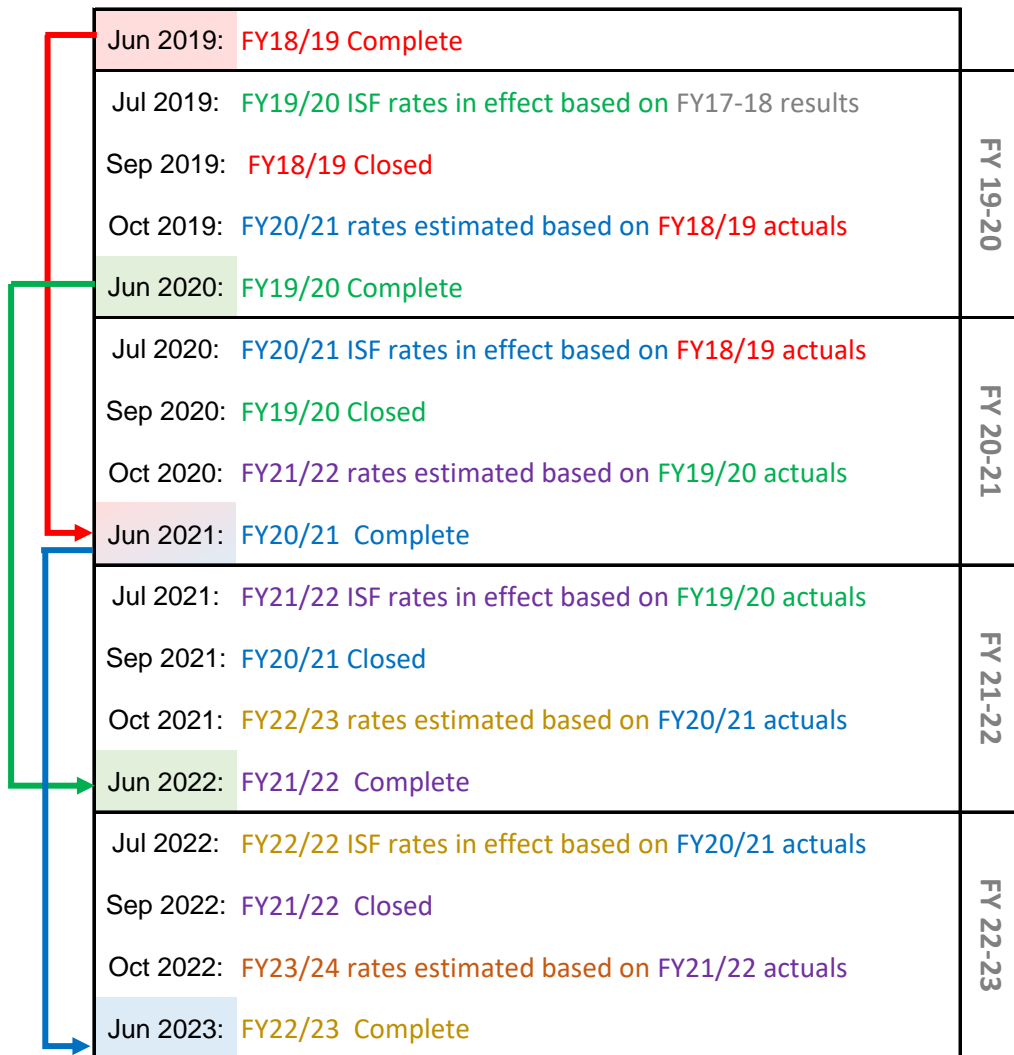 Jun 2019: FY18/19 Complete
Jul 2019: FY19/20 ISF rates in effect based on FY17-18 results
Sep 2019: FY18/19 Closed
Oct 2019: FY20/21 rates estimated based on FY18/19 actuals
Jun 2020: FY19/20 Complete
FY 19-20
Jul 2020: FY20/21 ISF rates in effect based on FY18/19 actuals
Sep 2020: FY19/20 Closed
Oct 2020: FY21/22 rates estimated based on FY19/20 actuals
Jun 2021: FY20/21 Complete
FY 20-21
Jul 2021: FY21/22 ISF rates in effect based on FY19/20 actuals
Sep 2021: FY20/21 Closed
Oct 2021: FY22/23 rates estimated based on FY20/21 actuals
Jun 2022: FY21/22 Complete
FY 21-22
Jul 2022: FY22/22 ISF rates in effect based on FY20/21 actuals
Sep 2022: FY21/22 Closed
Oct 2022: FY23/24 rates estimated based on FY21/22 actuals
Jun 2023: FY22/23 Complete
FY 22-23